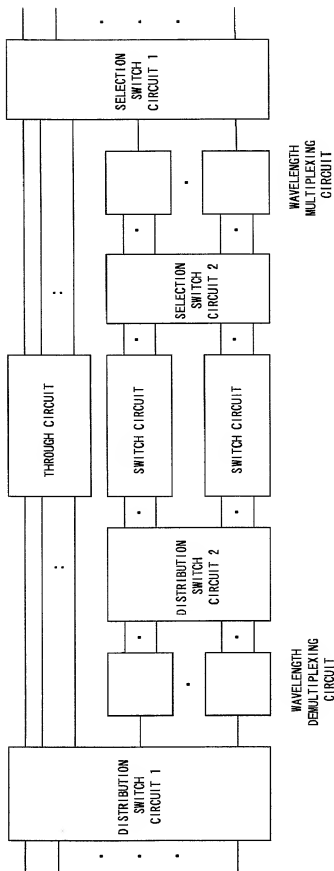 DISTRIBUTION
SWITCH
CIRCUIT 1
WAVELENGTH
DEMULTIPLEXING
CIRCUIT
DISTRIBUTION
SWITCH
CIRCUIT 2
THROUGH CIRCUIT
SWITCH CIRCUIT
SWITCH CIRCUIT
SELECTION
SWITCH
CIRCUIT 2
WAVELENGTH
MULTIPLEXING
CIRCUIT
SELECTION
SWITCH
CIRCUIT 1